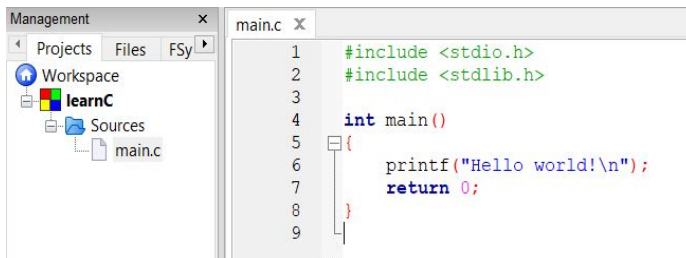 Management ×
Projects Files FSy
Workspace
learnC
Sources
main.c
main.c X
1 #include <stdio.h>
2 #include <stdlib.h>
3
4 int main()
5 {
6 printf("Hello world!\n");
7 return 0;
8 }
9